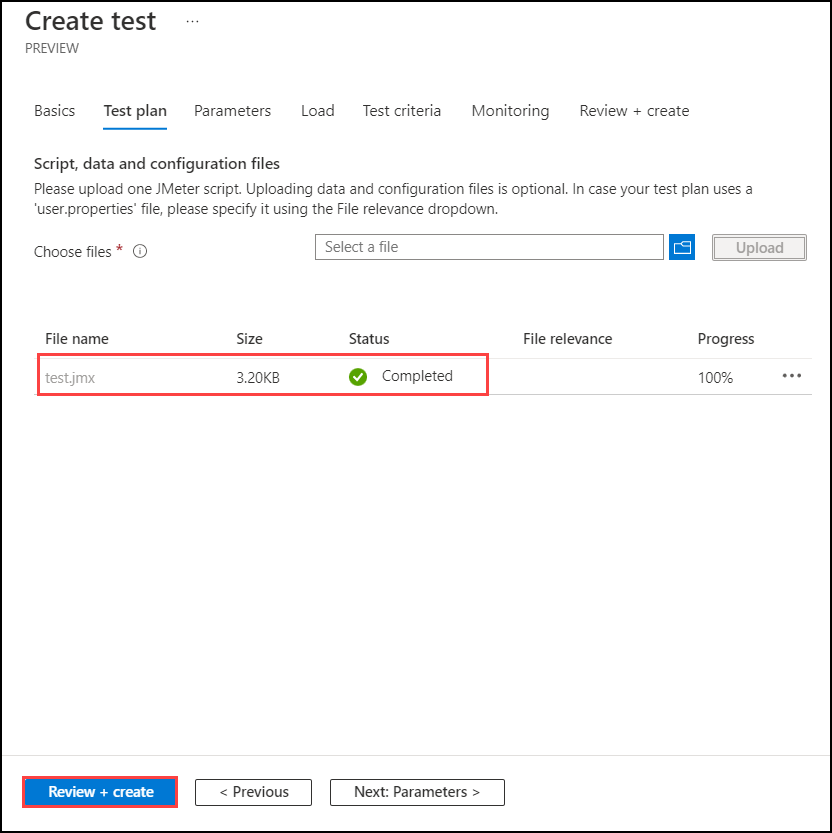 Create test ...
PREVIEW
Basics Test plan Parameters Load Test criteria Monitoring Review + create
Script, data and configuration files
Please upload one JMeter script. Uploading data and configuration files is optional. In case your test plan uses a
'user.properties' file, please specify it using the File relevance dropdown.
Choose files * Select a file Upload
File name Size Status File relevance Progress
test.jmx 3.20KB Completed 100% ...
Review + create < Previous Next: Parameters >